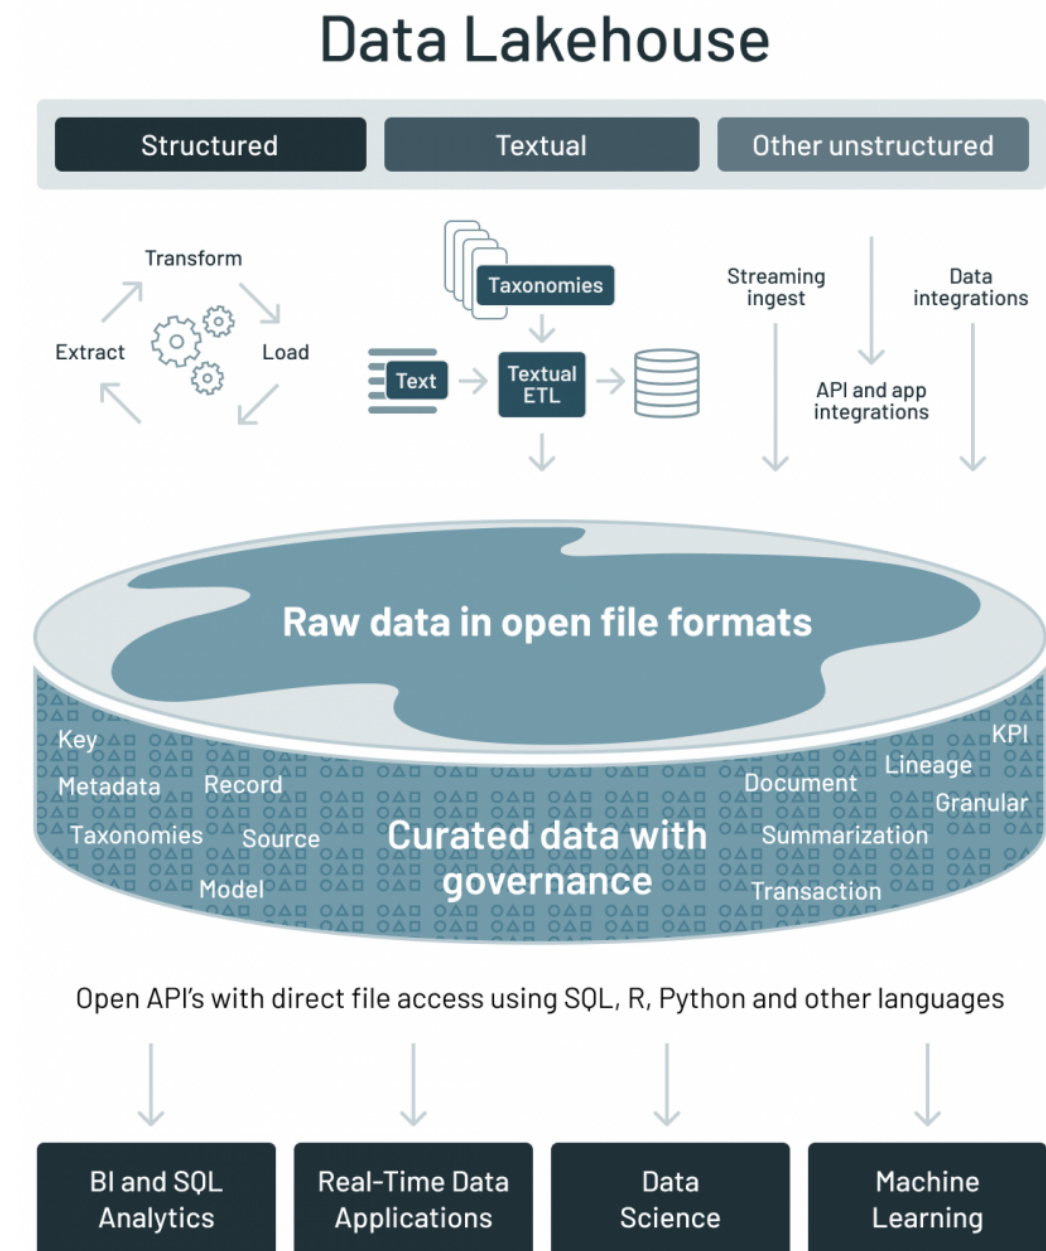 Data Lakehouse
Structured
Textual
Other unstructured
Transform
Extract
Load
Taxonomies
Text
Textual
ETL
Streaming
ingest
API and app
integrations
Data
integrations
Raw data in open file formats
Key
Metadata
Record
Taxonomies
Source
Model
Curated data with
governance
KPI
Lineage
Document
Granular
Summarization
Transaction
Open API's with direct file access using SQL, R, Python and other languages
BI and SQL
Analytics
Real-Time Data
Applications
Data
Science
Machine
Learning